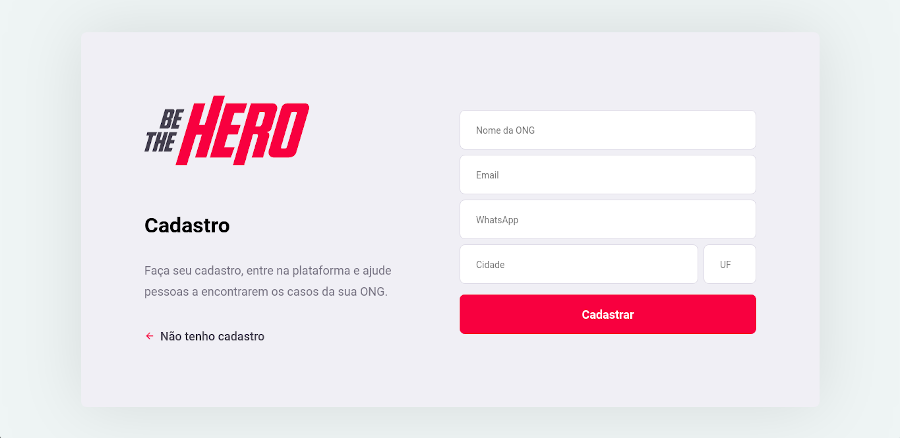 BE
THE HERO
Cadastro
Faça seu cadastro, entre na plataforma e ajude
pessoas a encontrarem os casos da sua ONG.
Não tenho cadastro
Nome da ONG
Email
WhatsApp
Cidade
UF
Cadastrar